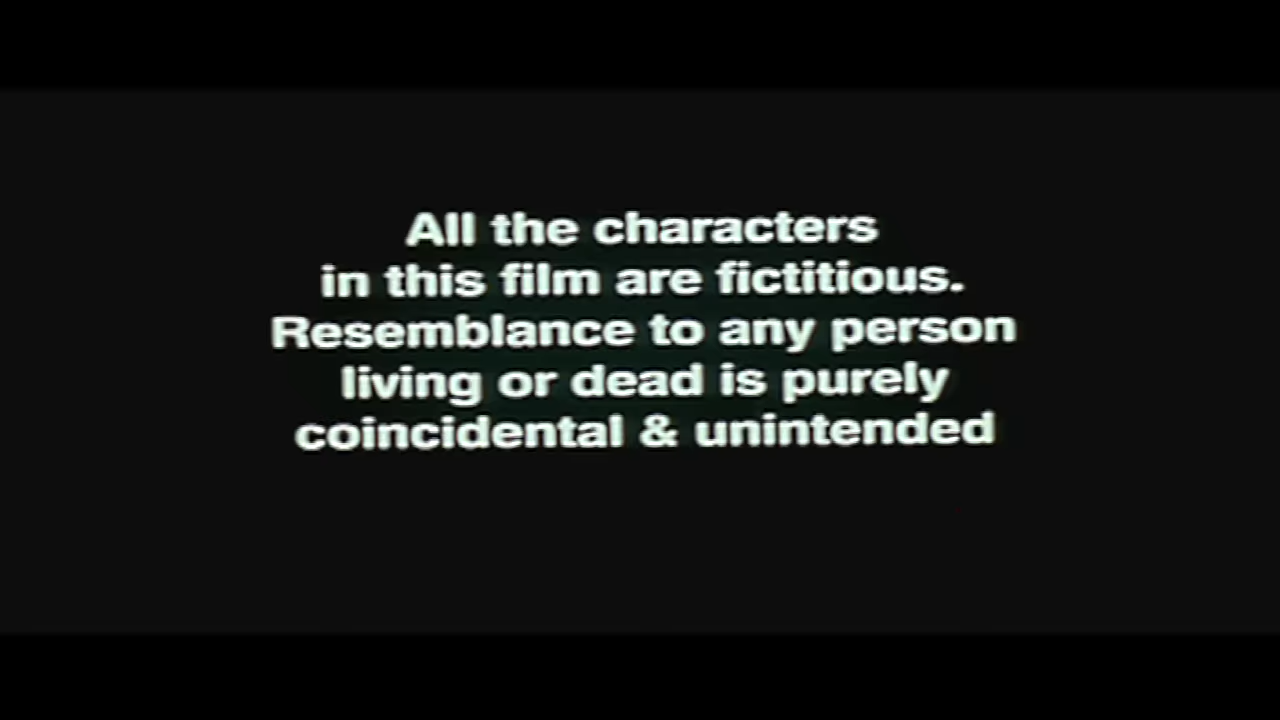 All the characters
in this film are fictitious.
Resemblance to any person
living or dead is purely
coincidental & unintended